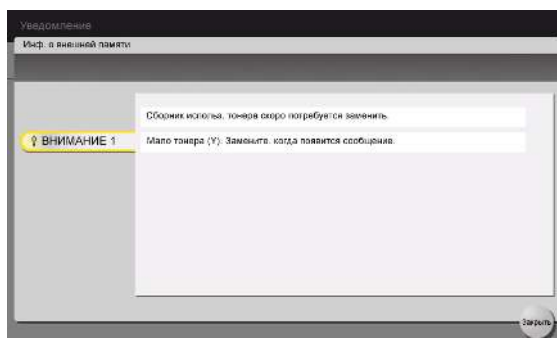 Уведомление
Инф. о внешней памяти
Сборник использ. тонера скоро потребуется заменить.
ВНИМАНИЕ 1
Мало тонера (Y). Замените, когда появится сообщение.
Закрыть